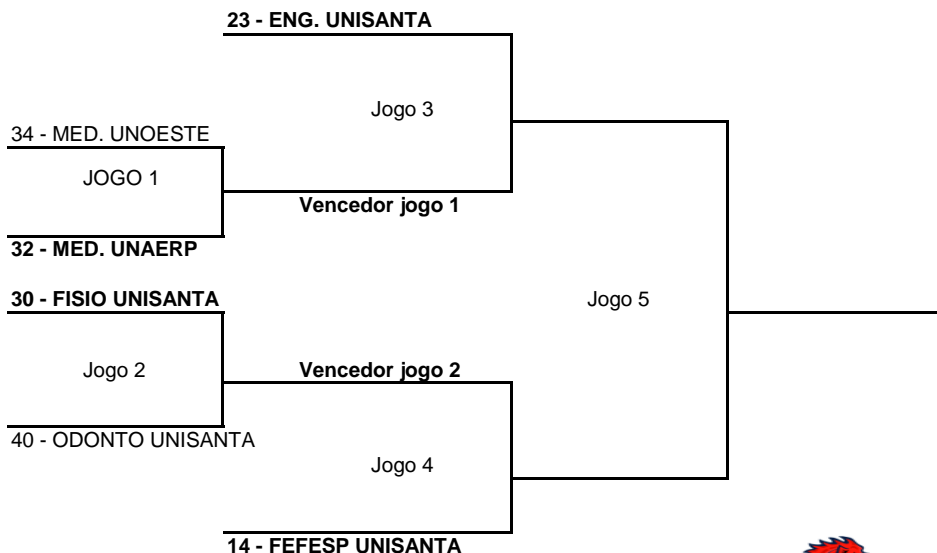 23 - ENG. UNISANTA
Jogo 3
34 - MED. UNOESTE
JOGO 1
Vencedor jogo 1
32 - MED. UNAERP
30 - FISIO UNISANTA
Jogo 5
Jogo 2
Vencedor jogo 2
40 - ODONTO UNISANTA
Jogo 4
14 - FEFESP UNISANTA